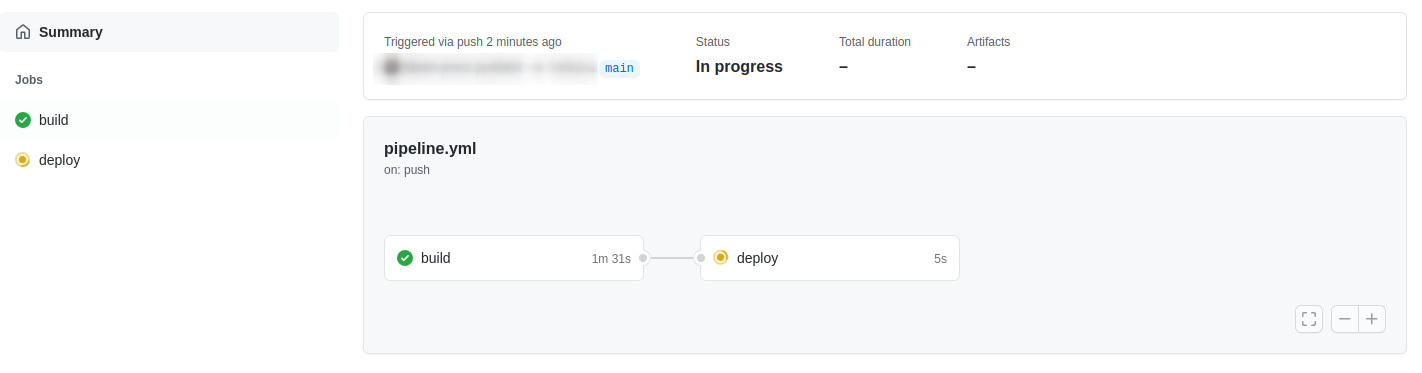 Summary
Jobs
build
deploy
Triggered via push 2 minutes ago
main
Status
In progress
Total duration
–
Artifacts
–
pipeline.yml
on: push
build 1m 31s
deploy 5s